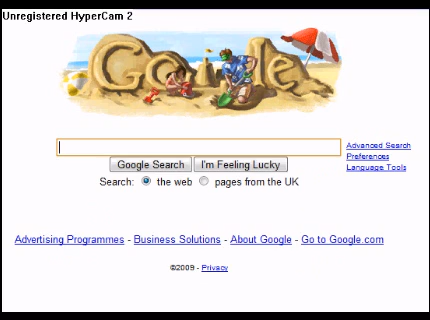 Unregistered HyperCam 2
Google
Advanced Search
Preferences
Language Tools
Google Search I'm Feeling Lucky
Search: the web pages from the UK
Advertising Programmes - Business Solutions - About Google - Go to Google.com
©2009 - Privacy